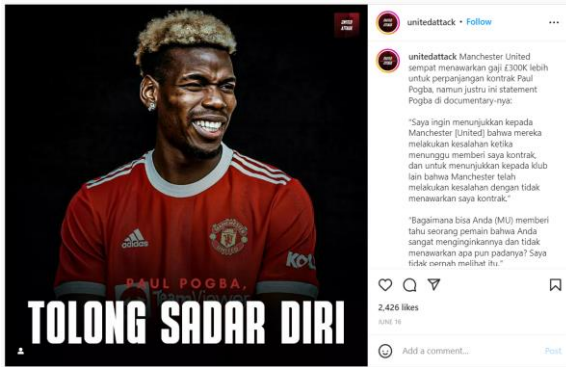 UNITED
ATTACK
adidas
KOH
TeamViewer
PAUL POGBA,
TOLONG SADAR DIRI
unitedattack • Follow
unitedattack Manchester United
sempat menawarkan gaji £300K lebih
untuk perpanjangan kontrak Paul
Pogba, namun justru ini statement
Pogba di documentary-nya:
"Saya ingin menunjukkan kepada
Manchester [United] bahwa mereka
melakukan kesalahan ketika
menunggu memberi saya kontrak,
dan untuk menunjukkan kepada klub
lain bahwa Manchester telah
melakukan kesalahan dengan tidak
menawarkan saya kontrak."
"Bagaimana bisa Anda (MU) memberi
tahu seorang pemain bahwa Anda
sangat menginginkannya dan tidak
menawarkan apa pun padanya? Saya
tidak pernah melihat itu."
2,426 likes
JUNE 16
Add a comment...
Post